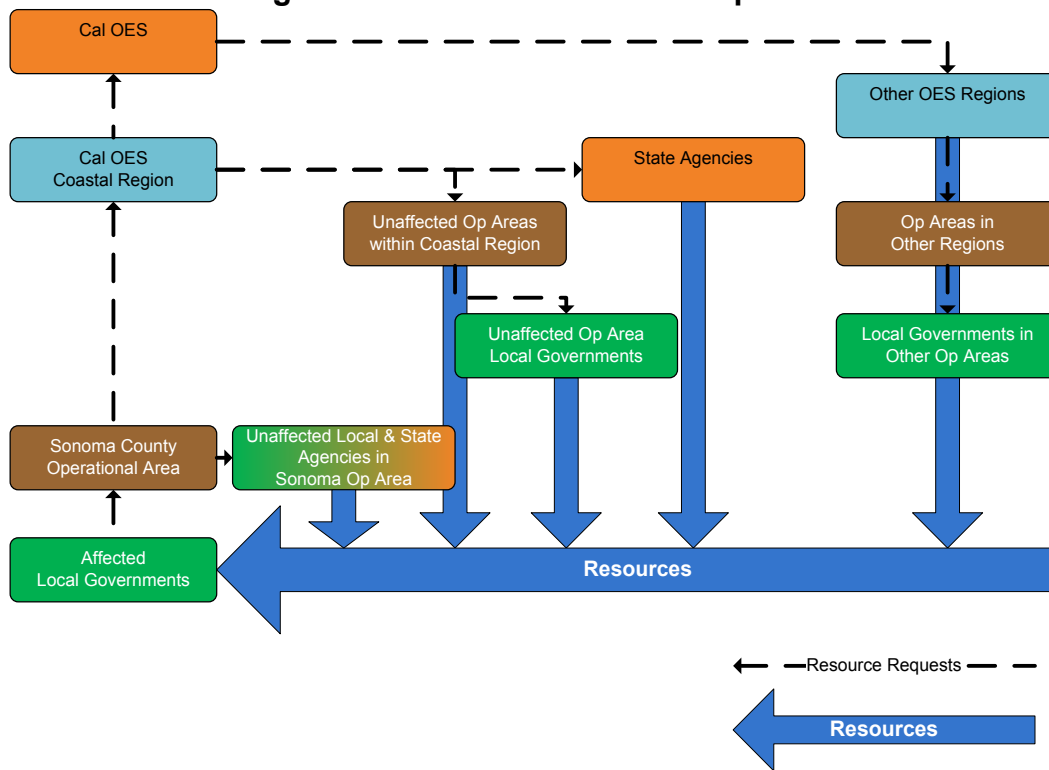 Cal OES
Other OES Regions
Cal OES
Coastal Region
State Agencies
Unaffected Op Areas
within Coastal Region
Op Areas in
Other Regions
Unaffected Op Area
Local Governments
Local Governments in
Other Op Areas
Sonoma County
Operational Area
Unaffected Local & State
Agencies in
Sonoma Op Area
Affected
Local Governments
Resources
Resource Requests
Resources